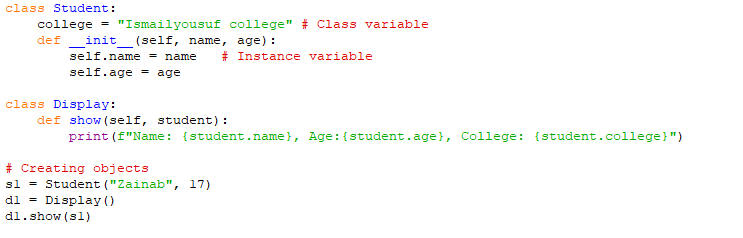 class Student:
    college = "Ismailyousuf college" # Class variable
    def __init__(self, name, age):
        self.name = name   # Instance variable
        self.age = age

class Display:
    def show(self, student):
        print(f"Name: {student.name}, Age:{student.age}, College: {student.college}")

# Creating objects
s1 = Student("Zainab", 17)
d1 = Display()
d1.show(s1)